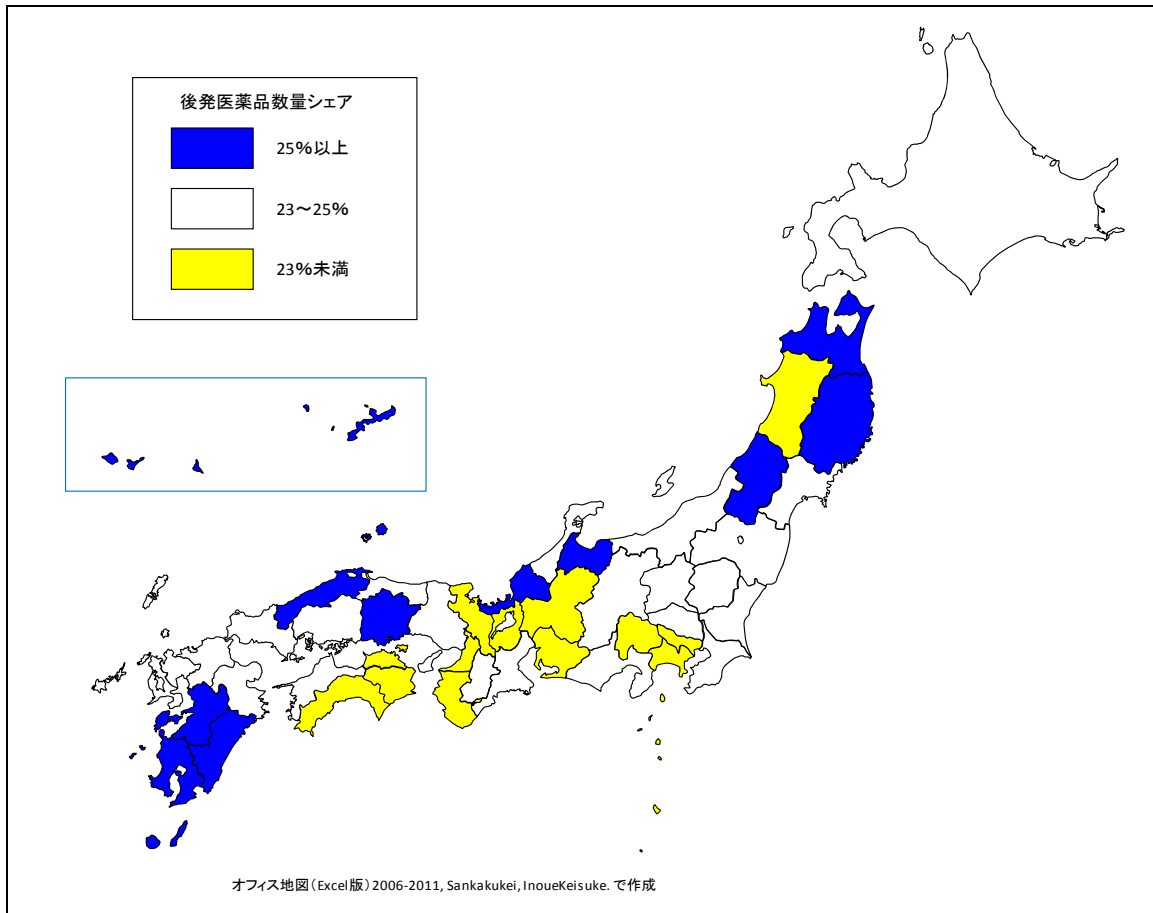 後発医薬品数量シェア
25%以上
23～25%
23%未満
オフィス地図(Excel版)2006-2011, Sankakukei, InoueKeisuke. で作成